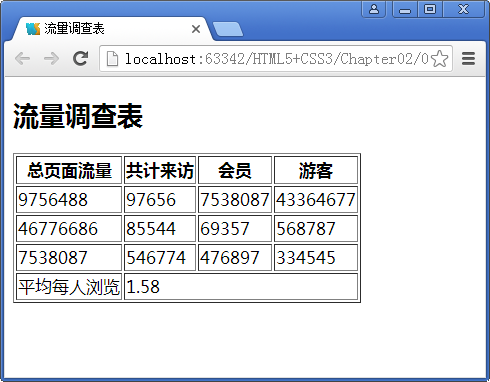 流量调查表
localhost:63342/HTML5+CSS3/Chapter02/0
流量调查表
总页面流量 共计来访 会员 游客
9756488 97656 7538087 43364677
46776686 85544 69357 568787
7538087 546774 476897 334545
平均每人浏览 1.58